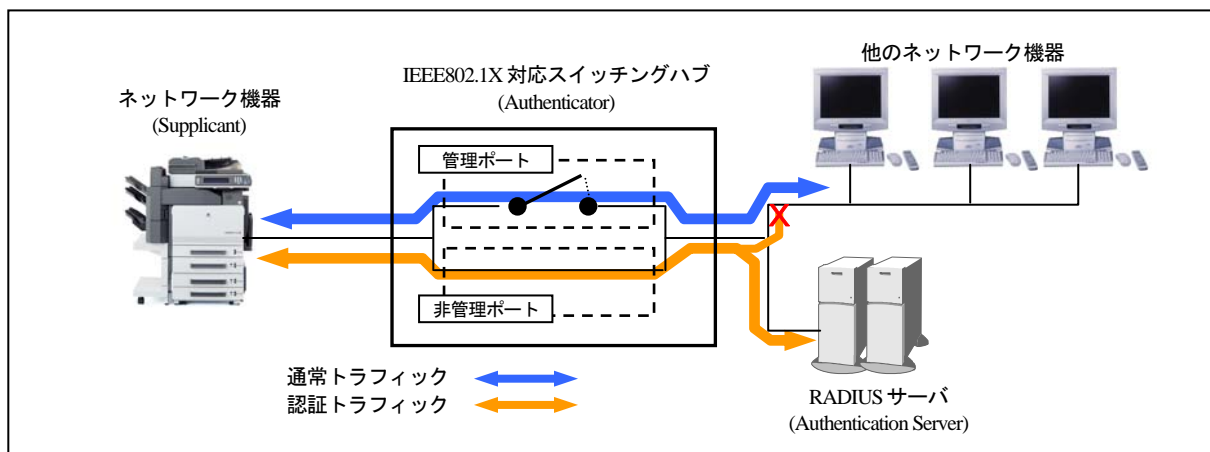 他のネットワーク機器
IEEE802.1X 対応スイッチングハブ
(Authenticator)
ネットワーク機器
(Supplicant)
管理ポート
X
非管理ポート
通常トラフィック
認証トラフィック
RADIUS サーバ
(Authentication Server)